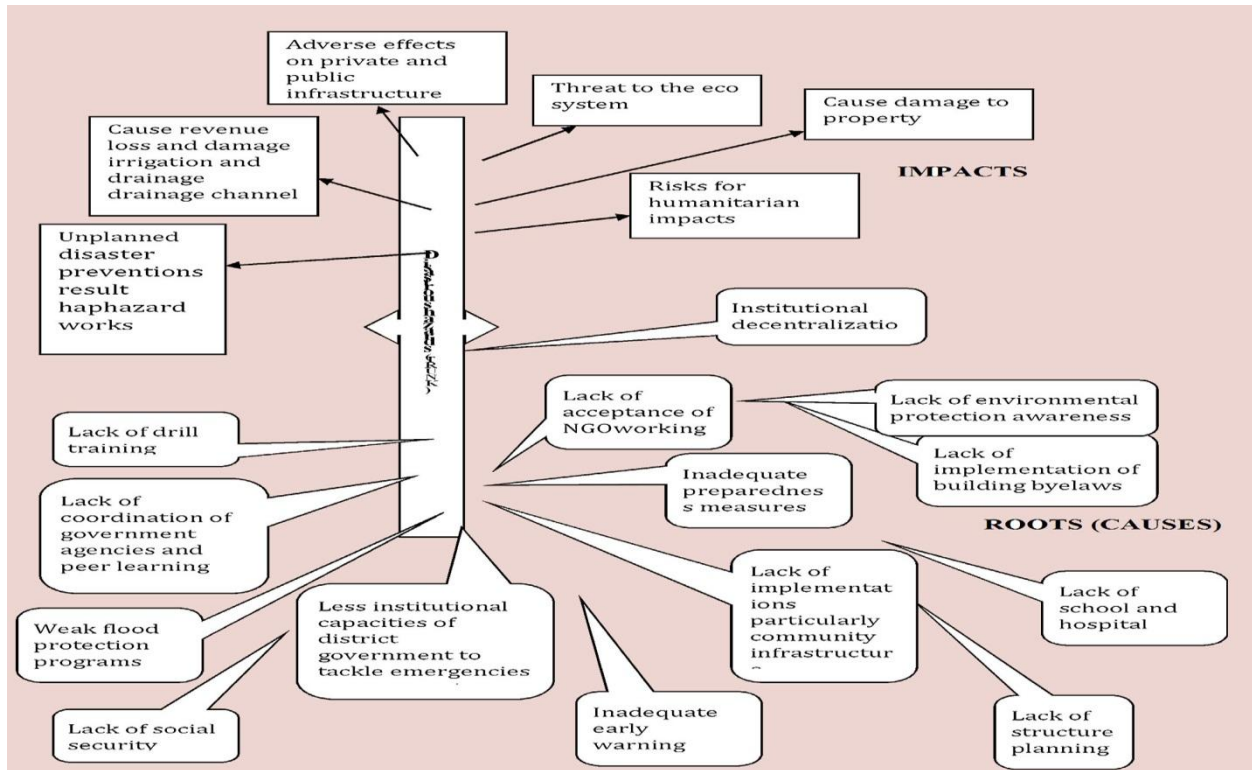 Adverse effects
on private and
public
infrastructure
Threat to the eco
system
Cause damage to
property
Cause revenue
loss and damage
irrigation and
drainage
drainage channel
IMPACTS
Risks for
humanitarian
impacts
Unplanned
disaster
preventions
result
haphazard
works
Institutional
decentralizatio
Lack of
acceptance of
NGOworking
Lack of environmental
protection awareness
Lack of drill
training
Lack of
implementation of
building byelaws
Inadequate
preparednes
s measures
Lack of
coordination of
government
agencies and
peer learning
ROOTS (CAUSES)
Lack of
implementat
ions
particularly
community
infrastructur
Less institutional
capacities of
district
government to
tackle emergencies
Lack of
school and
hospital
Weak flood
protection
programs
Lack of social
security
Inadequate
early
warning
Lack of
structure
planning